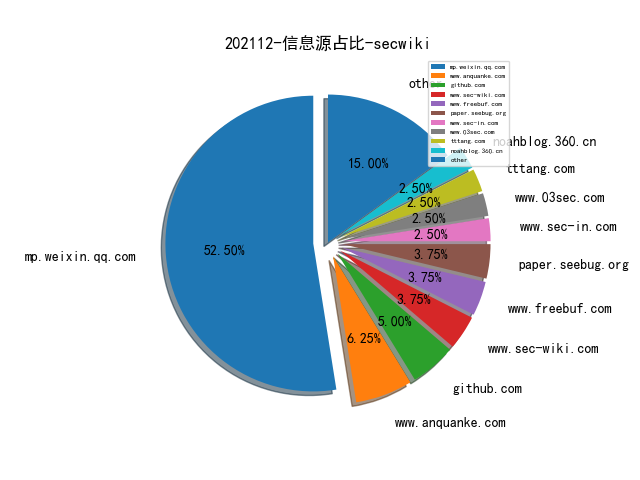 202112-信息源占比-secwiki
mp.weixin.qq.com
www.anquanke.com
github.com
www.sec-wiki.com
www.freebuf.com
paper.seebug.org
www.sec-in.com
www.03sec.com
tttang.com
noahblog.360.cn
other
other
noahblog.360.cn
tttang.com
www.03sec.com
www.sec-in.com
paper.seebug.org
www.freebuf.com
www.sec-wiki.com
github.com
www.anquanke.com
mp.weixin.qq.com
15.00%
2.50%
2.50%
2.50%
2.50%
3.75%
3.75%
3.75%
5.00%
6.25%
52.50%